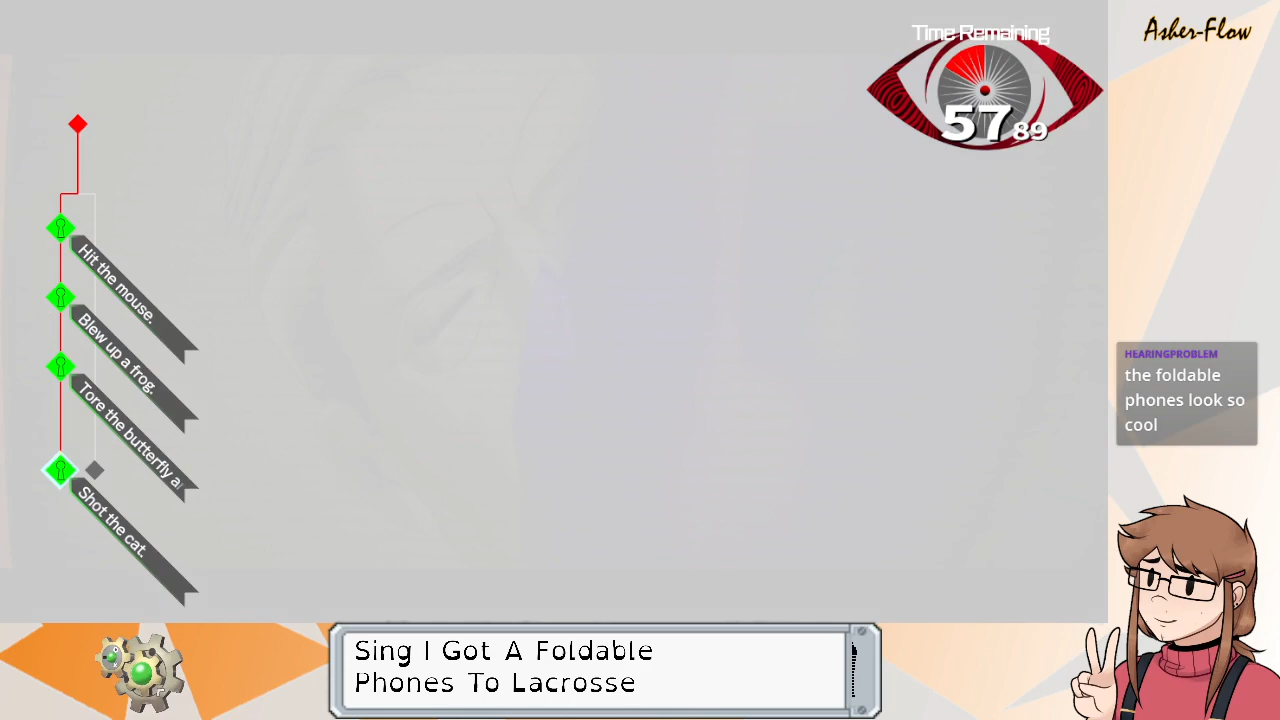 Time Remaining
57 89
Asher-Flow
Hit the mouse.
Blew up a frog.
Tore the butterfly a
Shot the cat.
HEARINGPROBLEM
the foldable
phones look so
cool
Sing I Got A Foldable
Phones To Lacrosse